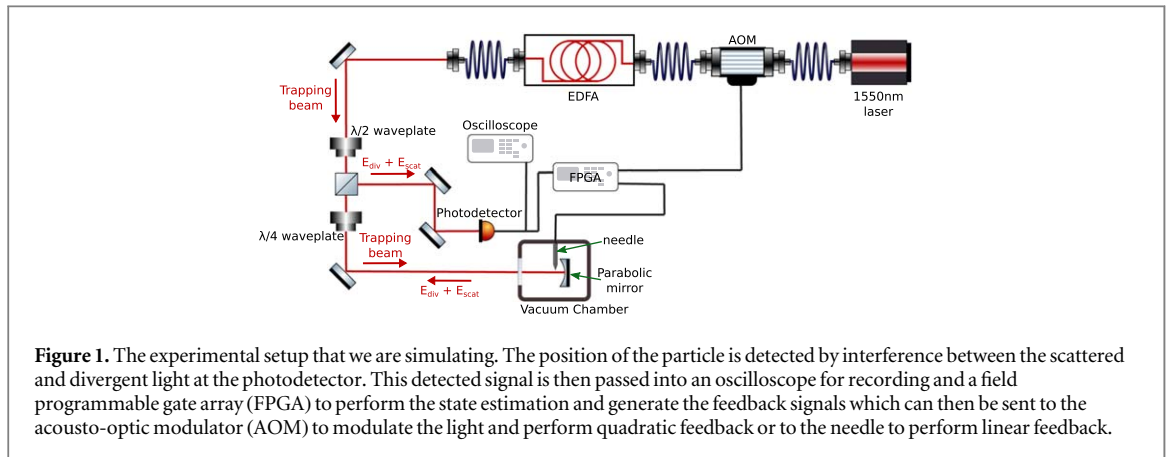 AOM
EDFA
1550nm
laser
Trapping
beam
λ/2 waveplate
Oscilloscope
E_div + E_scat
FPGA
Photodetector
λ/4 waveplate
Trapping
beam
needle
Parabolic
mirror
E_div + E_scat
Vacuum Chamber
Figure 1. The experimental setup that we are simulating. The position of the particle is detected by interference between the scattered
and divergent light at the photodetector. This detected signal is then passed into an oscilloscope for recording and a field
programmable gate array (FPGA) to perform the state estimation and generate the feedback signals which can then be sent to the
acousto-optic modulator (AOM) to modulate the light and perform quadratic feedback or to the needle to perform linear feedback.